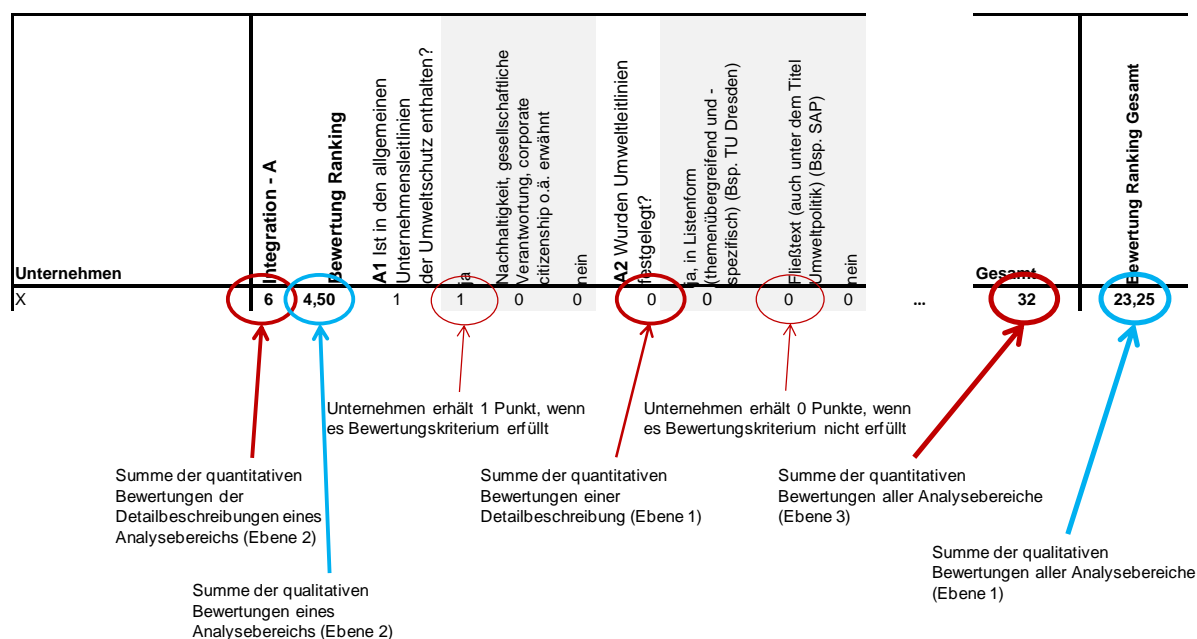 Unternehmen
Integration - A
Bewertung Ranking
A1 Ist in den allgemeinen
Unternehmensleitlinien
der Umweltschutz enthalten?
ja
Nachhaltigkeit, gesellschaftliche
Verantwortung, corporate
citizenship o.ä. erwähnt
nein
A2 Wurden Umweltleitlinien
festgelegt?
ja, in Listenform
(themenübergreifend und -
spezifisch) (Bsp. TU Dresden)
Fließtext (auch unter dem Titel
Umweltpolitik) (Bsp. SAP)
nein
Gesamt
Bewertung Ranking Gesamt
X 6 4,50 1 1 0 0 0 0 0 0 ... 32 23,25
Unternehmen erhält 1 Punkt, wenn
es Bewertungskriterium erfüllt
Unternehmen erhält 0 Punkte, wenn
es Bewertungskriterium nicht erfüllt
Summe der quantitativen
Bewertungen der
Detailbeschreibungen eines
Analysebereichs (Ebene 2)
Summe der quantitativen
Bewertungen einer
Detailbeschreibung (Ebene 1)
Summe der quantitativen
Bewertungen aller Analysebereiche
(Ebene 3)
Summe der qualitativen
Bewertungen aller Analysebereiche
(Ebene 1)
Summe der qualitativen
Bewertungen eines
Analysebereichs (Ebene 2)